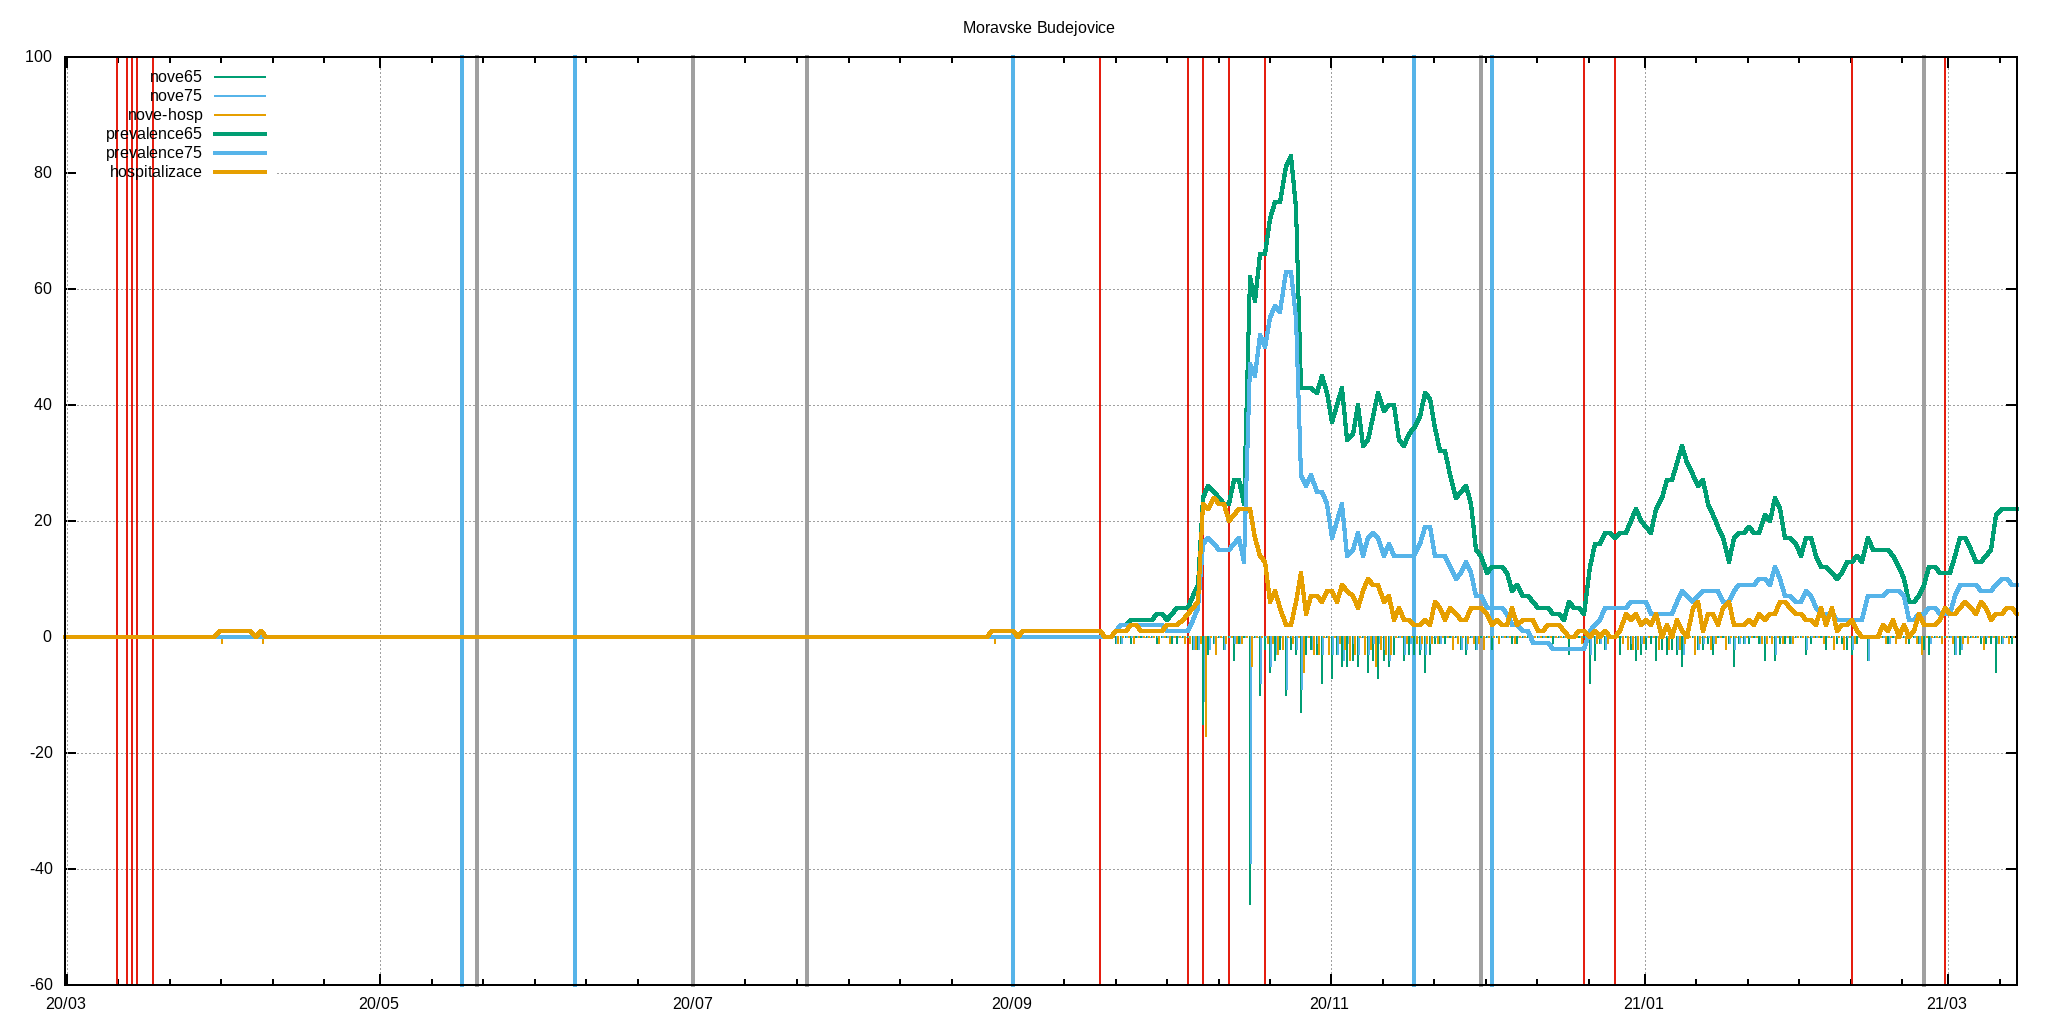 Moravske Budejovice
100
80
60
40
20
0
-20
-40
-60
nove65
nove75
nove-hosp
prevalence65
prevalence75
hospitalizace
20/03 20/05 20/07 20/09 20/11 21/01 21/03